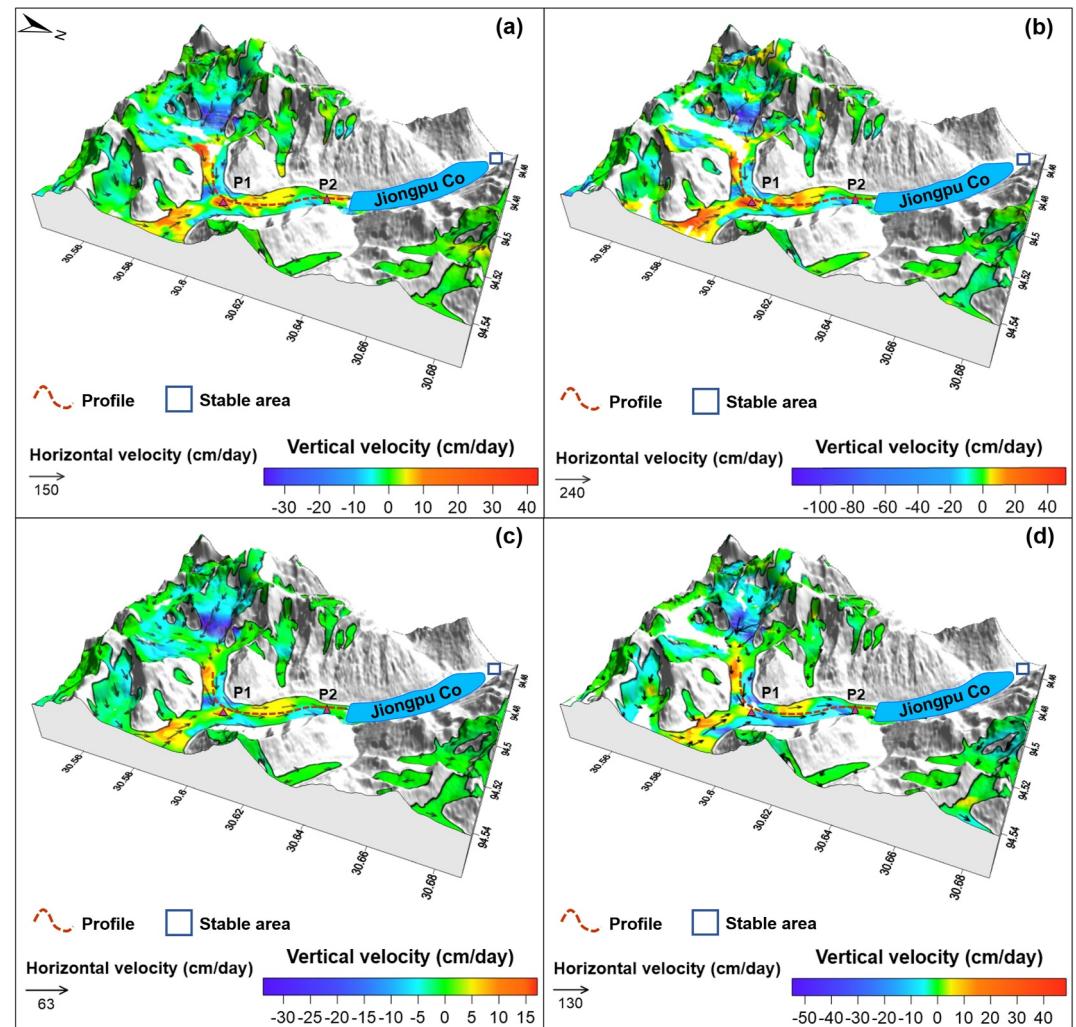 N
(a)
P1
P2
Jiongpu Co
94.46
94.48
94.5
94.52
94.54
30.56
30.58
30.6
30.62
30.64
30.66
30.68
Profile
Stable area
Horizontal velocity (cm/day)
150
Vertical velocity (cm/day)
-30 -20 -10 0 10 20 30 40
(b)
P1
P2
Jiongpu Co
94.46
94.48
94.5
94.52
94.54
30.56
30.58
30.6
30.62
30.64
30.66
30.68
Profile
Stable area
Horizontal velocity (cm/day)
240
Vertical velocity (cm/day)
-100 -80 -60 -40 -20 0 20 40
(c)
P1
P2
Jiongpu Co
94.46
94.48
94.5
94.52
94.54
30.56
30.58
30.6
30.62
30.64
30.66
30.68
Profile
Stable area
Horizontal velocity (cm/day)
63
Vertical velocity (cm/day)
-30 -25 -20 -15 -10 -5 0 5 10 15
(d)
P1
P2
Jiongpu Co
94.46
94.48
94.5
94.52
94.54
30.56
30.58
30.6
30.62
30.64
30.66
30.68
Profile
Stable area
Horizontal velocity (cm/day)
130
Vertical velocity (cm/day)
-50 -40 -30 -20 -10 0 10 20 30 40